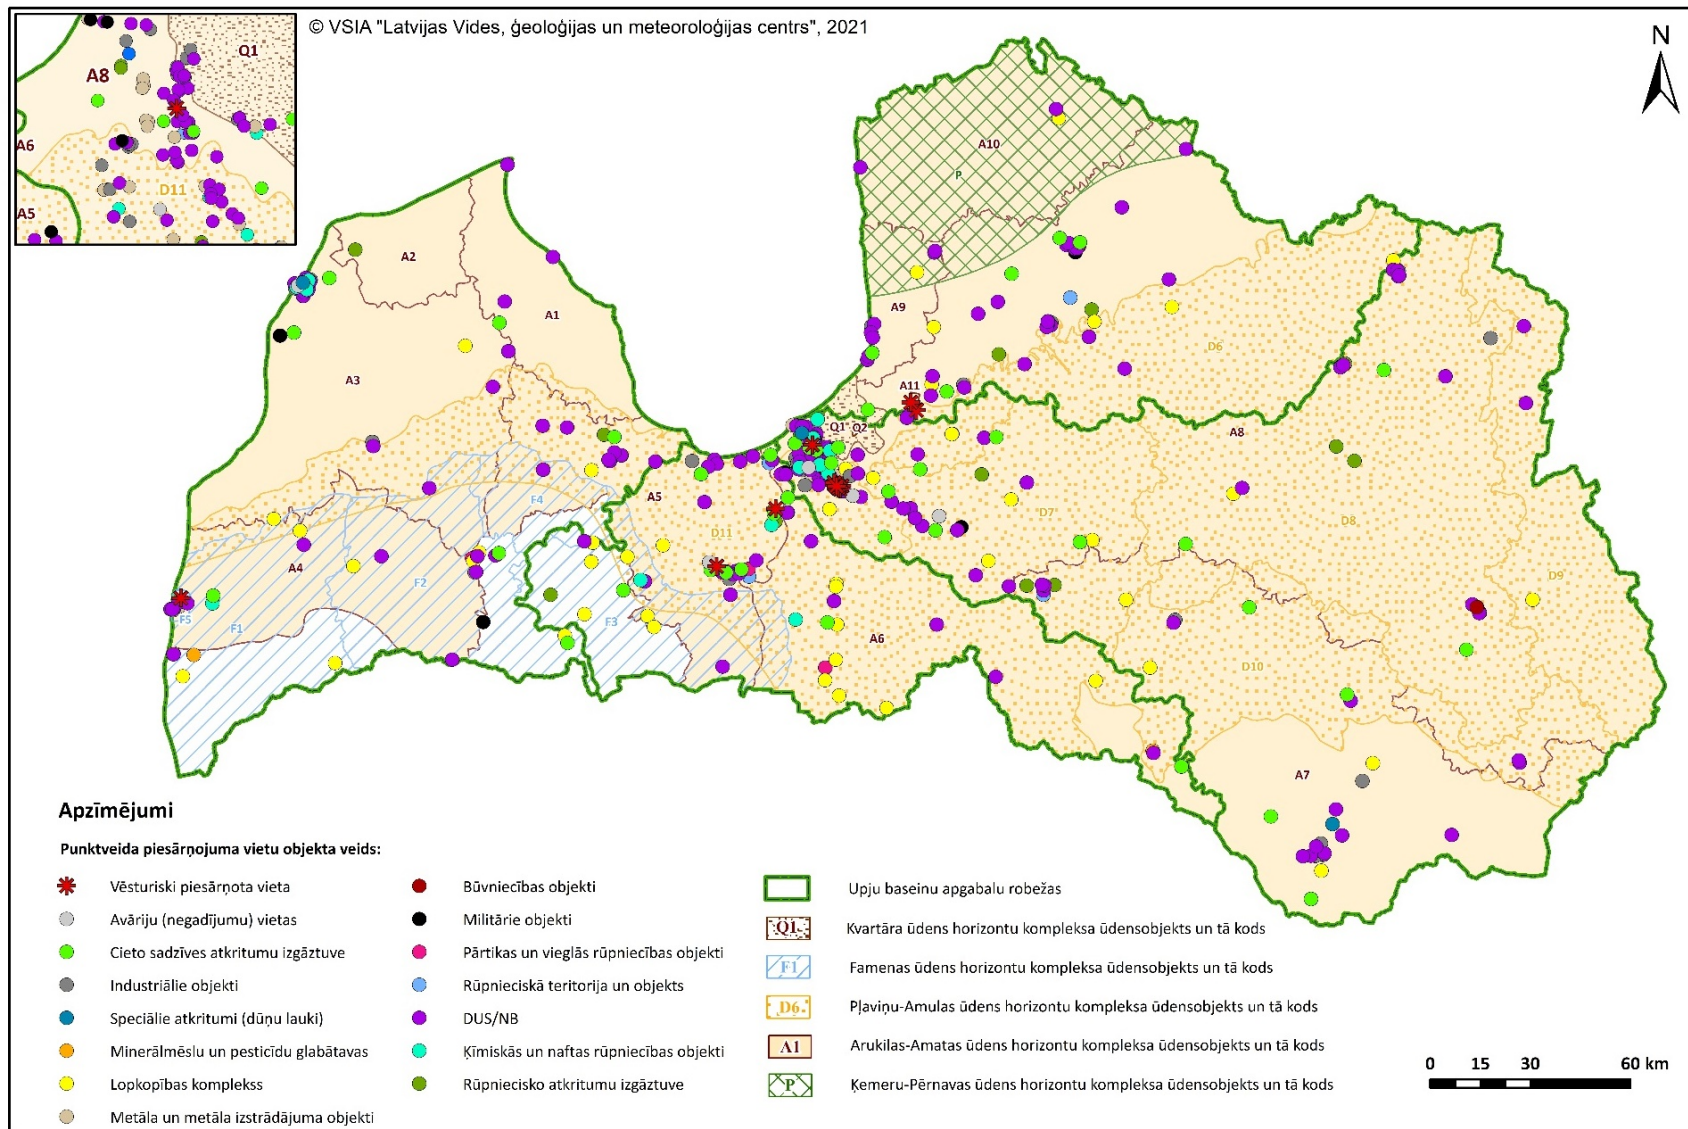 © VSIA "Latvijas Vides, ģeoloģijas un meteoroloģijas centrs", 2021
N
Q1
A8
A6
D11
A5
A10
P
A2
A1
A9
A3
D6
A11
Q1 Q2
A8
F4
A5
D11
D7
D8
A4
F2
D9
F5
F1
F3
A6
D10
A7
Apzīmējumi
Punktveida piesārņojuma vietu objekta veids:
Vēsturiski piesārņota vieta
Avāriju (negadījumu) vietas
Cieto sadzīves atkritumu izgāztuve
Industriālie objekti
Speciālie atkritumi (dūņu lauki)
Minerālmēslu un pesticīdu glabātavas
Lopkopības komplekss
Metāla un metāla izstrādājuma objekti
Būvniecības objekti
Militārie objekti
Pārtikas un vieglās rūpniecības objekti
Rūpnieciskā teritorija un objekts
DUS/NB
Ķīmiskās un naftas rūpniecības objekti
Rūpniecisko atkritumu izgāztuve
Upju baseinu apgabalu robežas
Q1 Kvartāra ūdens horizontu kompleksa ūdensobjekts un tā kods
F1 Famenas ūdens horizontu kompleksa ūdensobjekts un tā kods
D6 Pļaviņu-Amulas ūdens horizontu kompleksa ūdensobjekts un tā kods
A1 Arukilas-Amatas ūdens horizontu kompleksa ūdensobjekts un tā kods
P Ķemeru-Pērnavas ūdens horizontu kompleksa ūdensobjekts un tā kods
0 15 30 60 km